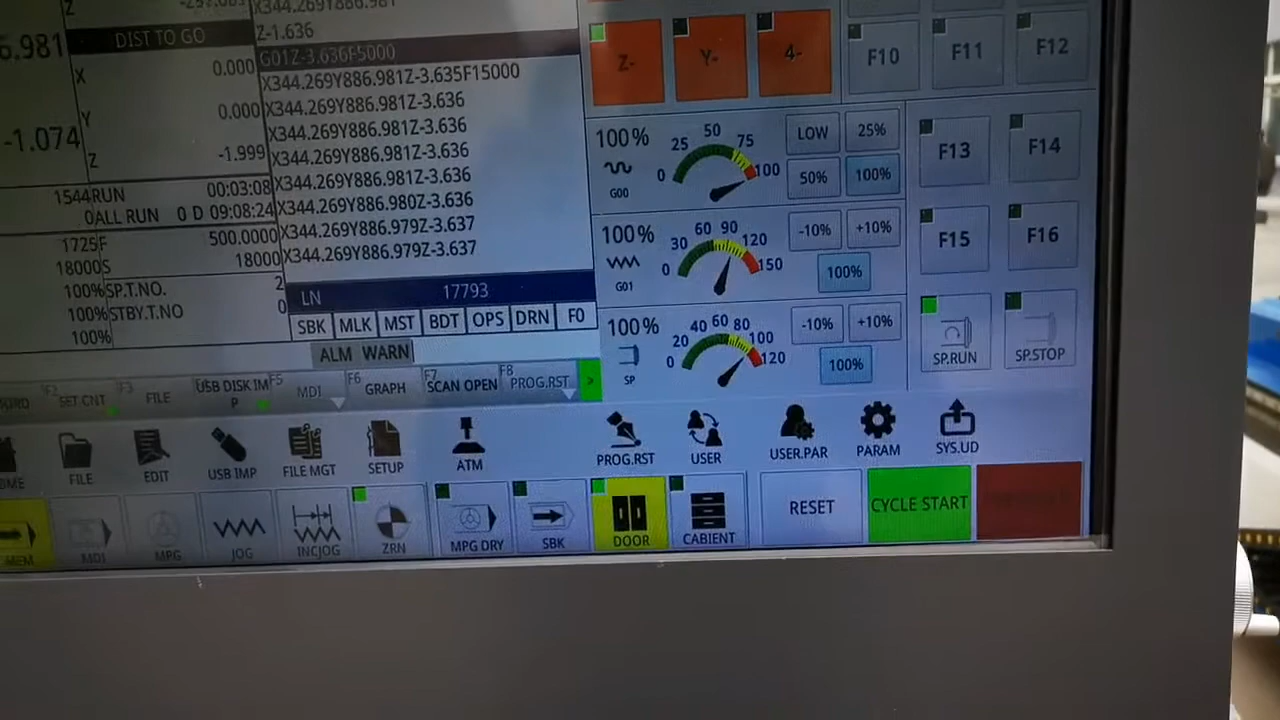 Z
6.981
DIST TO GO
X
0.000
Y
0.000
-1.074
Z
-1.999
1544
RUN
00:03:08
0
ALL RUN
0 D 09:08:24
1725
F
500.0000
18000
S
18000
100%
SP.T.NO.
2
100%
STBY.T.NO
0
100%
Z-1.636
G01Z-3.636F5000
X344.269Y886.981Z-3.635F15000
X344.269Y886.981Z-3.636
X344.269Y886.981Z-3.636
X344.269Y886.981Z-3.636
X344.269Y886.981Z-3.636
X344.269Y886.980Z-3.636
X344.269Y886.979Z-3.637
X344.269Y886.979Z-3.637
LN
17793
SBK
MLK
MST
BDT
OPS
DRN
F0
ALM WARN
F2
SET.CNT
F3
FILE
USB DISK IM
P
F5
MDI
F6
GRAPH
F7
SCAN OPEN
F8
PROG.RST
>
Z-
Y-
4-
F10
F11
F12
100%
G00
0
25
50
75
100
LOW
25%
50%
100%
F13
F14
100%
G01
0
30
60
90
120
150
-10%
+10%
100%
F15
F16
100%
SP
0
20
40
60
80
100
120
-10%
+10%
100%
SP.RUN
SP.STOP
FILE
EDIT
USB IMP
FILE MGT
SETUP
ATM
PROG.RST
USER
USER.PAR
PARAM
SYS.UD
MEM
MDI
MPG
JOG
INCJOG
ZRN
MPG DRY
SBK
DOOR
CABIENT
RESET
CYCLE START